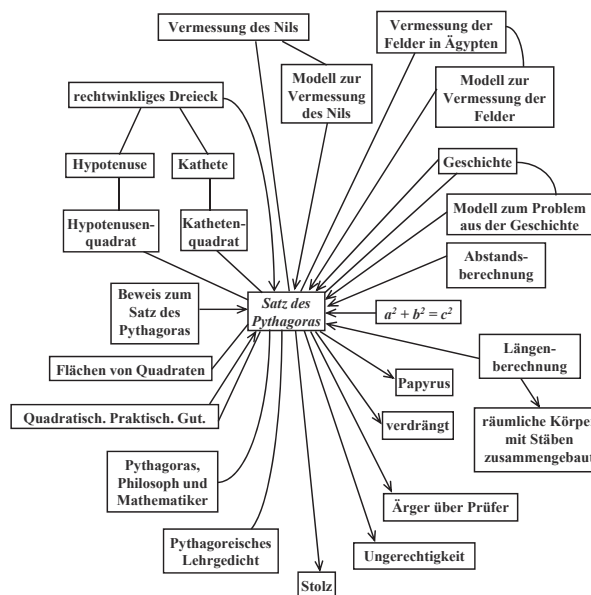 Vermessung des Nils
Vermessung der
Felder in Ägypten
Modell zur
Vermessung
des Nils
Modell zur
Vermessung der
Felder
rechtwinkliges Dreieck
Hypotenuse
Kathete
Geschichte
Hypotenusen-
quadrat
Katheten-
quadrat
Modell zum Problem
aus der Geschichte
Abstands-
berechnung
Beweis zum
Satz des
Pythagoras
Satz des
Pythagoras
a² + b² = c²
Längen-
berechnung
Flächen von Quadraten
Papyrus
Quadratisch. Praktisch. Gut.
verdrängt
räumliche Körper
mit Stäben
zusammengebaut
Pythagoras,
Philosoph und
Mathematiker
Ärger über Prüfer
Pythagoreisches
Lehrgedicht
Ungerechtigkeit
Stolz